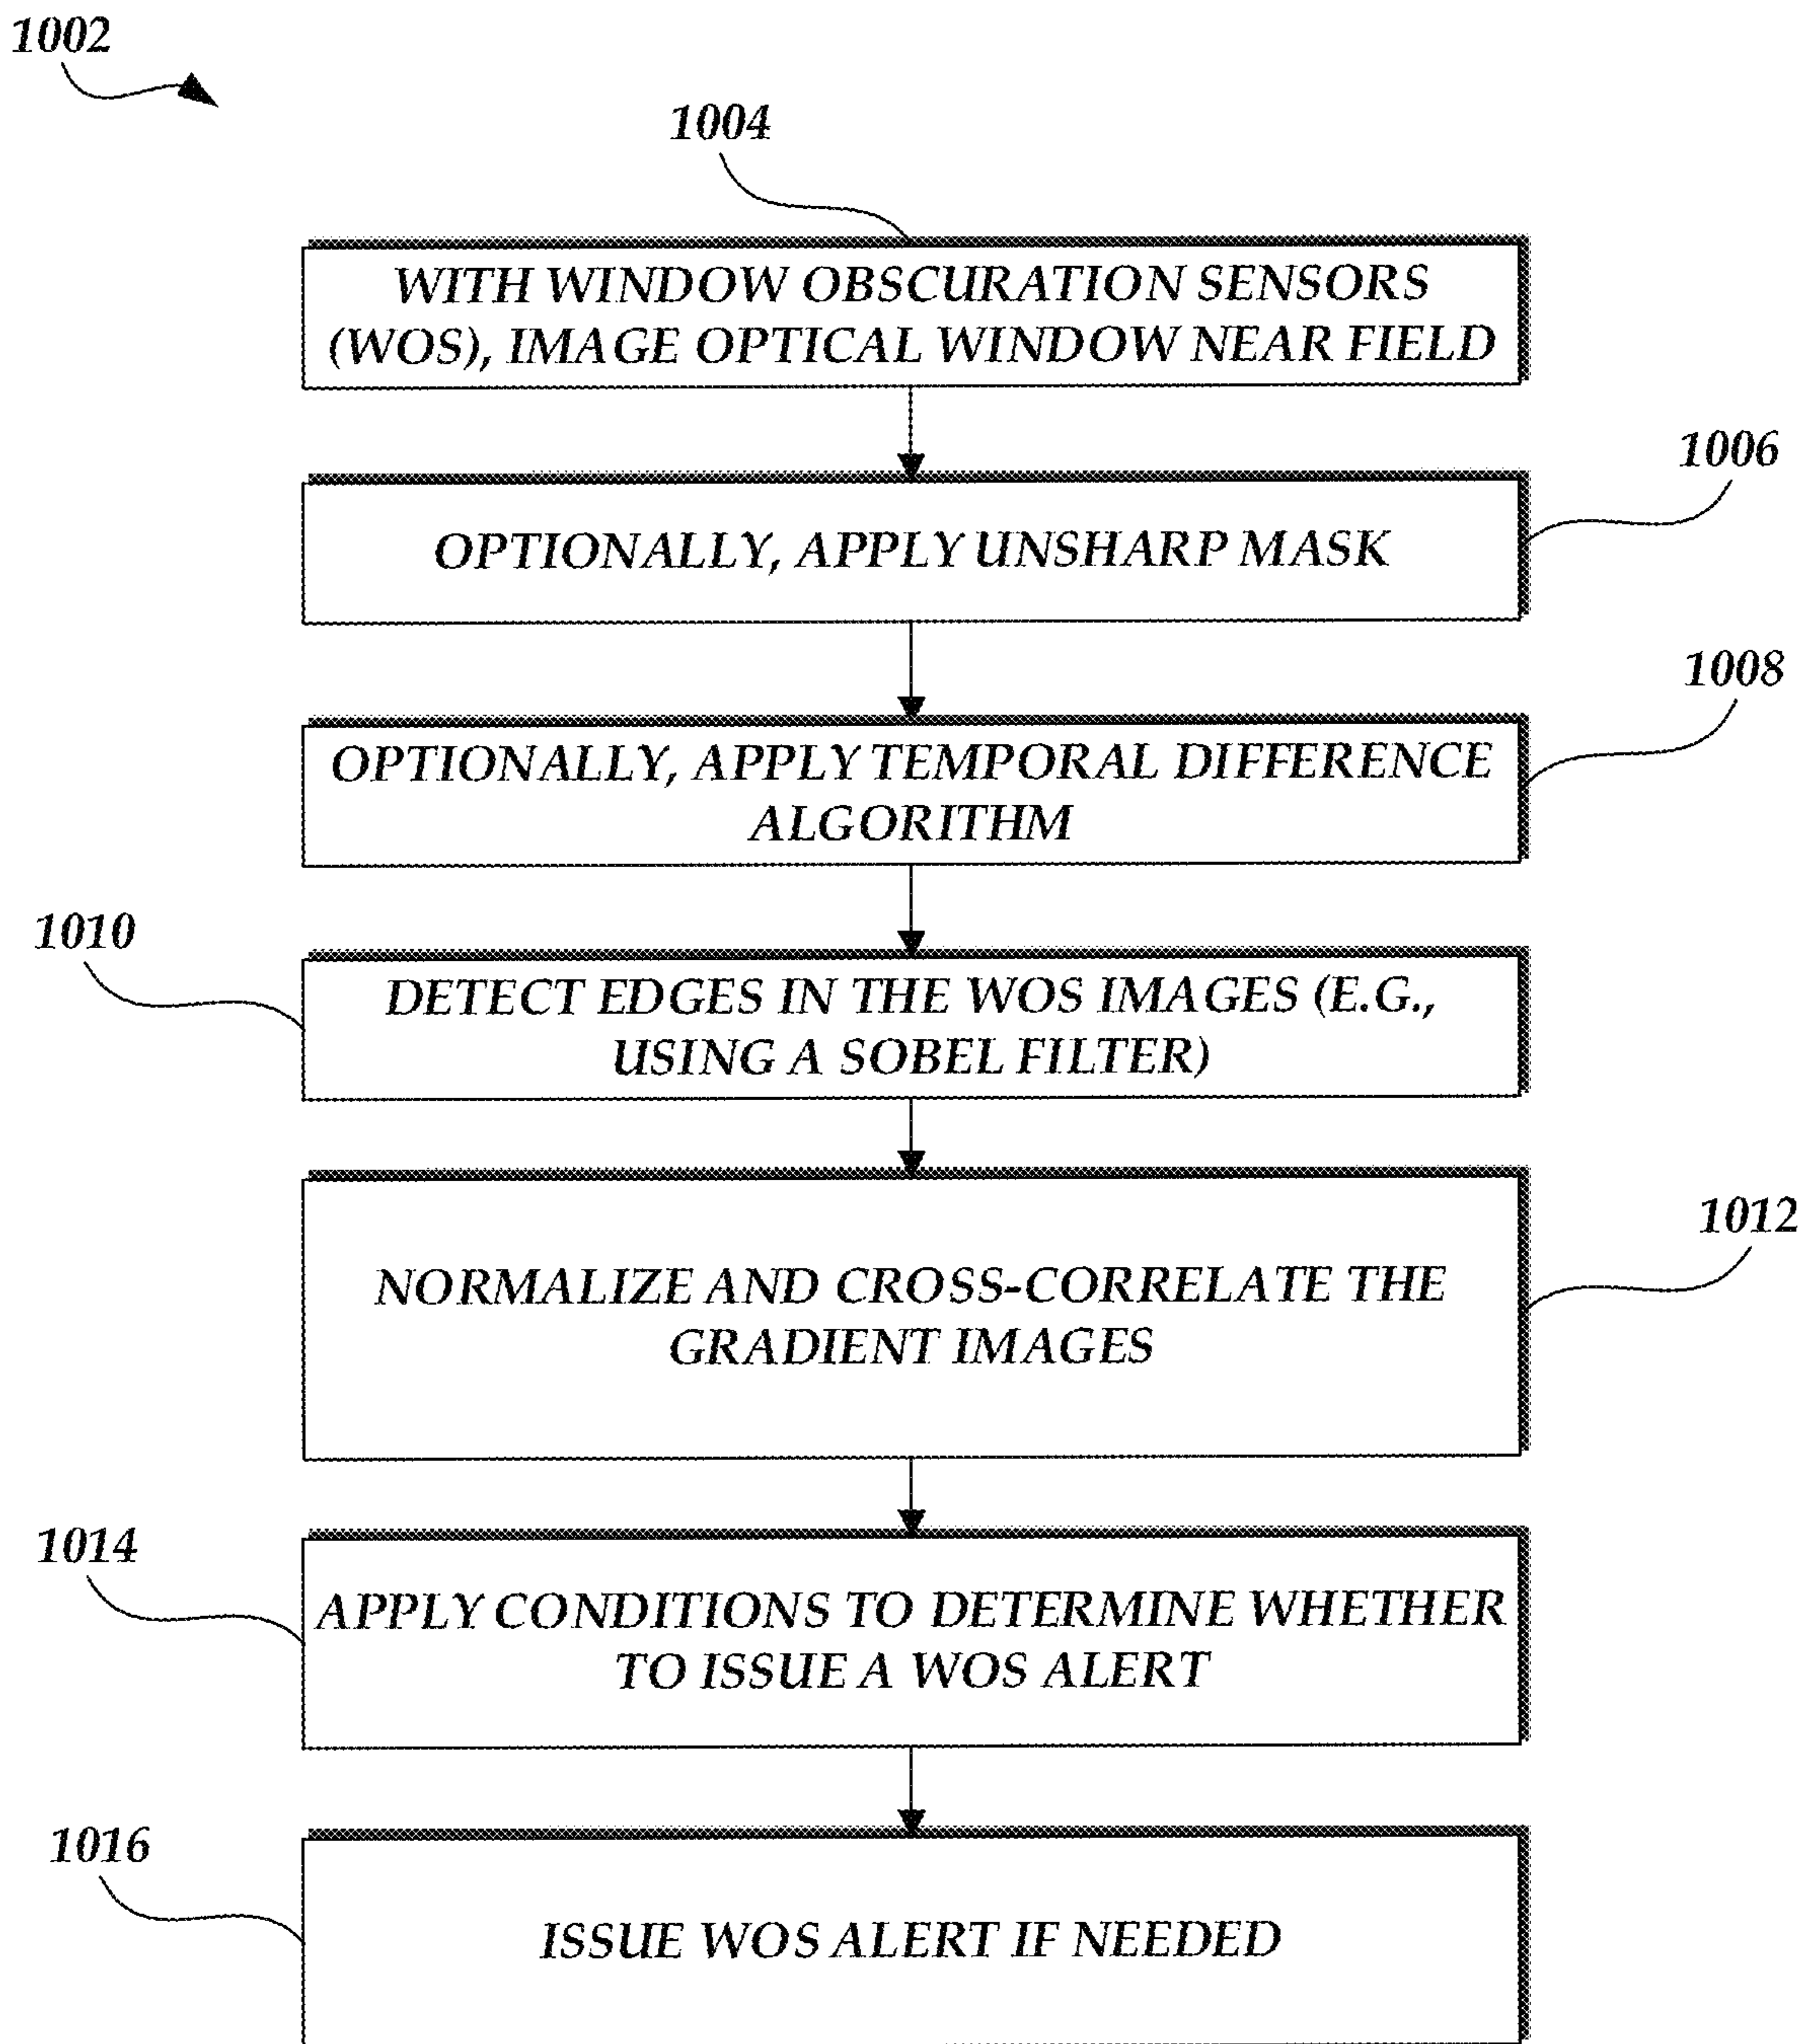 1002
1004
WITH WINDOW OBSCURATION SENSORS
(WOS), IMAGE OPTICAL WINDOW NEAR FIELD
1006
OPTIONALLY, APPLY UNSHARP MASK
1008
OPTIONALLY, APPLY TEMPORAL DIFFERENCE
ALGORITHM
1010
DETECT EDGES IN THE WOS IMAGES (E.G.,
USING A SOBEL FILTER)
1012
NORMALIZE AND CROSS-CORRELATE THE
GRADIENT IMAGES
1014
APPLY CONDITIONS TO DETERMINE WHETHER
TO ISSUE A WOS ALERT
1016
ISSUE WOS ALERT IF NEEDED